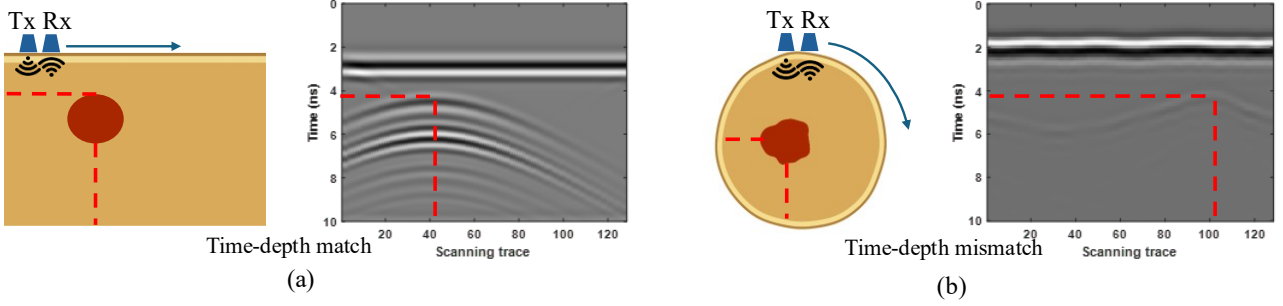 Tx Rx
Time (ns)
0
2
4
6
8
10
0 20 40 60 80 100 120
Scanning trace
Time-depth match
(a)
Tx Rx
Time (ns)
0
2
4
6
8
10
0 20 40 60 80 100 120
Scanning trace
Time-depth mismatch
(b)